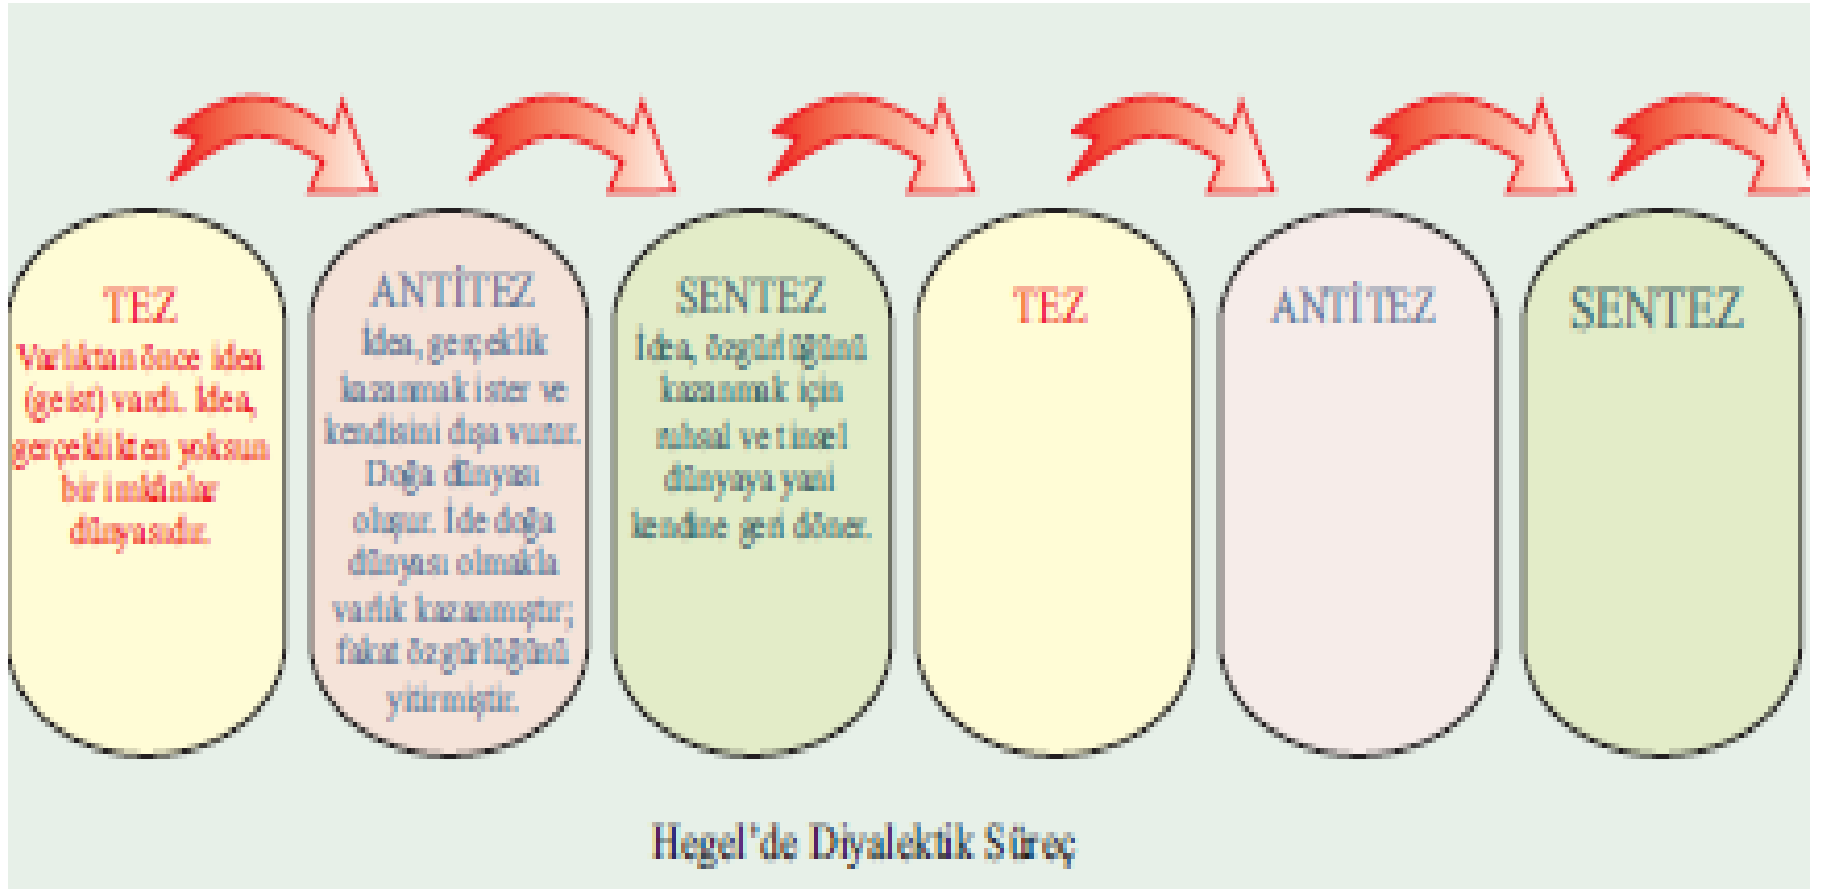 TEZ
Varlıktan önce idea
(geist) vardı. İdea,
gerçeklikten yoksun
bir imkânlar
dünyasıdır.
ANTİTEZ
İdea, gerçeklik
kazanmak ister ve
kendisini dışa vurur.
Doğa dünyası
oluşur. İde doğa
dünyası olmakla
varlık kazanmıştır;
fakat özgürlüğünü
yitirmiştir.
SENTEZ
İdea, özgürlüğünü
kazanmak için
ruhsal ve tinsel
dünyaya yani
kendine geri döner.
TEZ
ANTİTEZ
SENTEZ
Hegel'de Diyalektik Süreç